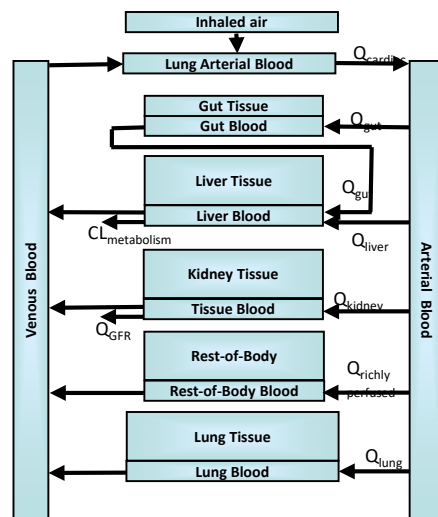 Inhaled air
Q_cardiac
Lung Arterial Blood
Gut Tissue
Gut Blood
Q_gut
Liver Tissue
Q_gut
Liver Blood
CL_metabolism
Q_liver
Kidney Tissue
Tissue Blood
Q_kidney
Q_GFR
Rest-of-Body
Q_richly
perfused
Rest-of-Body Blood
Lung Tissue
Lung Blood
Q_lung
Venous Blood
Arterial Blood